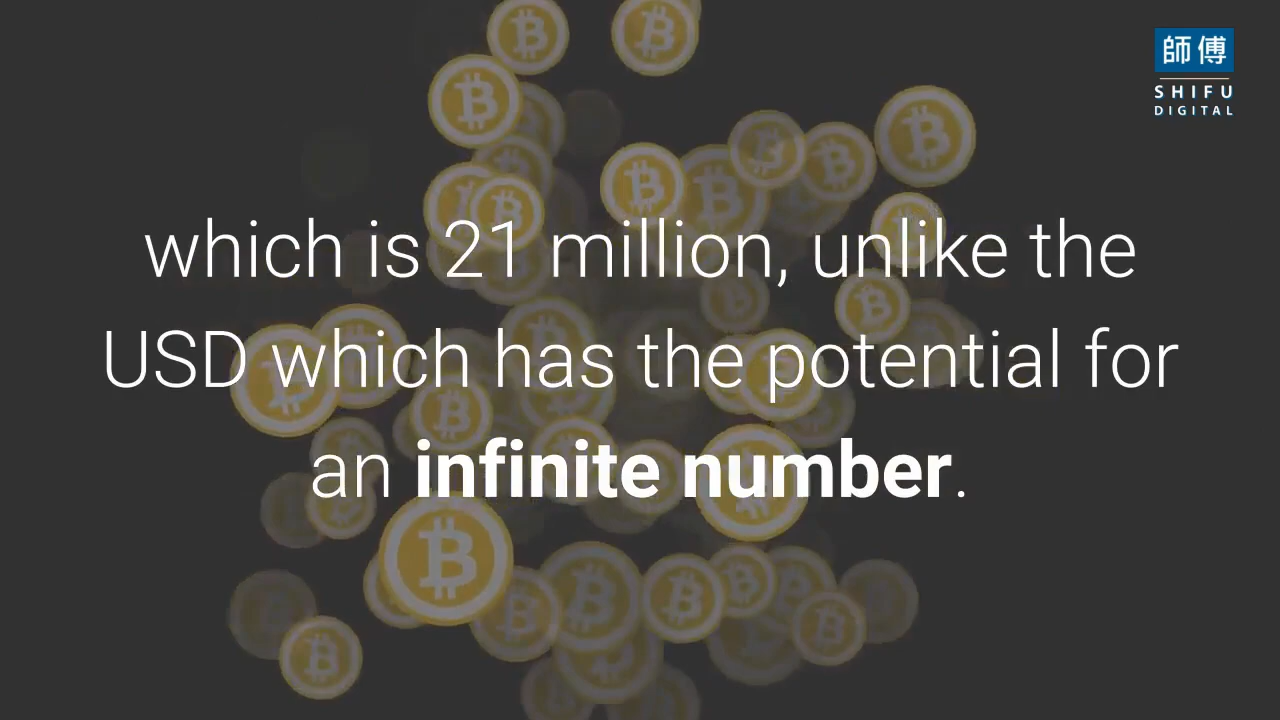 師傅
SHIFU
DIGITAL
which is 21 million, unlike the
USD which has the potential for
an infinite number.